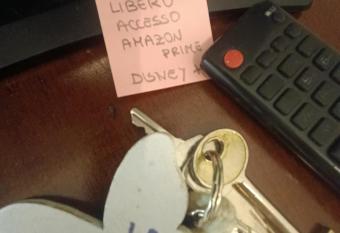 LIBERO
ACCESSO
AMAZON
PRIME
DISNEY +